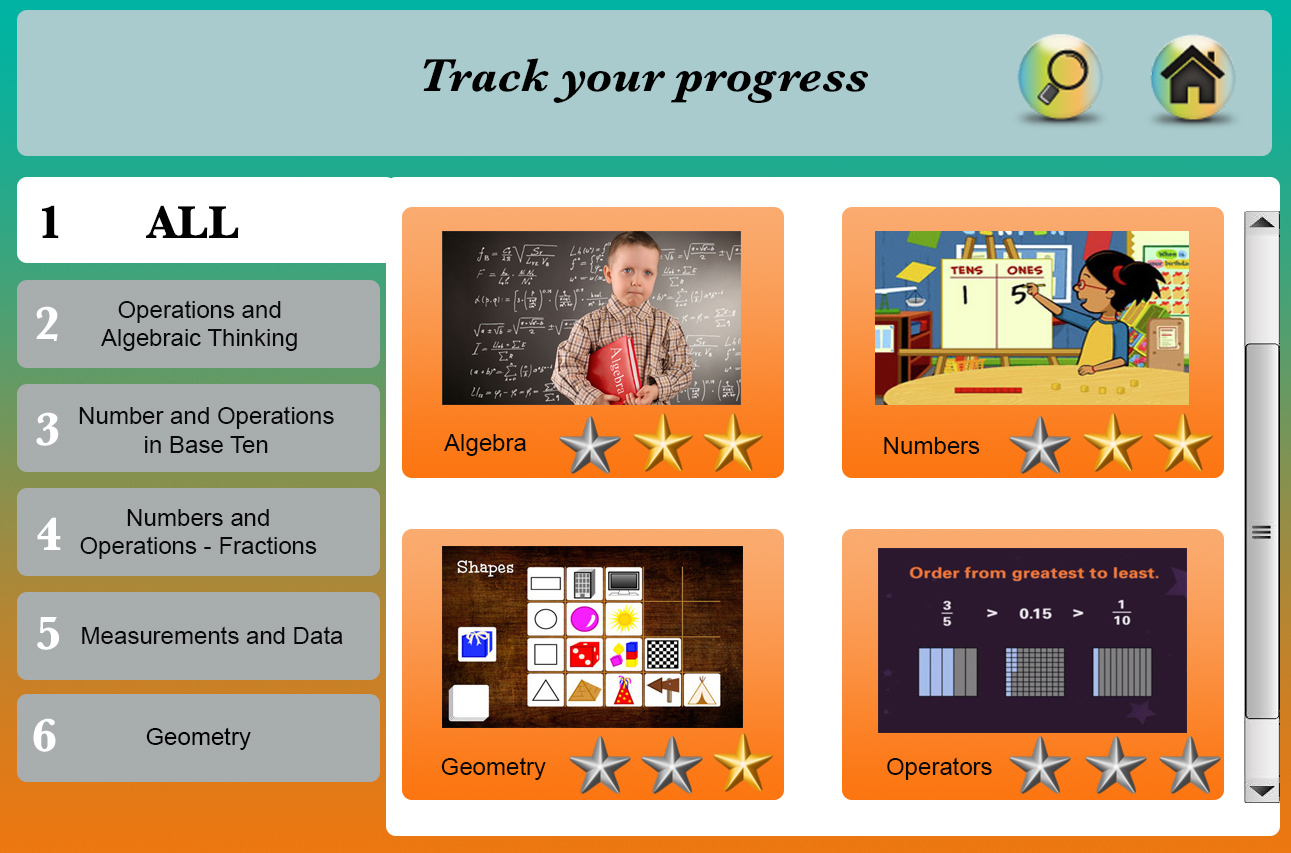 Track your progress
1 ALL
2 Operations and
Algebraic Thinking
3 Number and Operations
in Base Ten
4 Numbers and
Operations - Fractions
5 Measurements and Data
6 Geometry
Algebra
Algebra
TENS ONES
1 5
Numbers
Shapes
Geometry
Order from greatest to least.
3/5 > 0.15 > 1/10
Operators